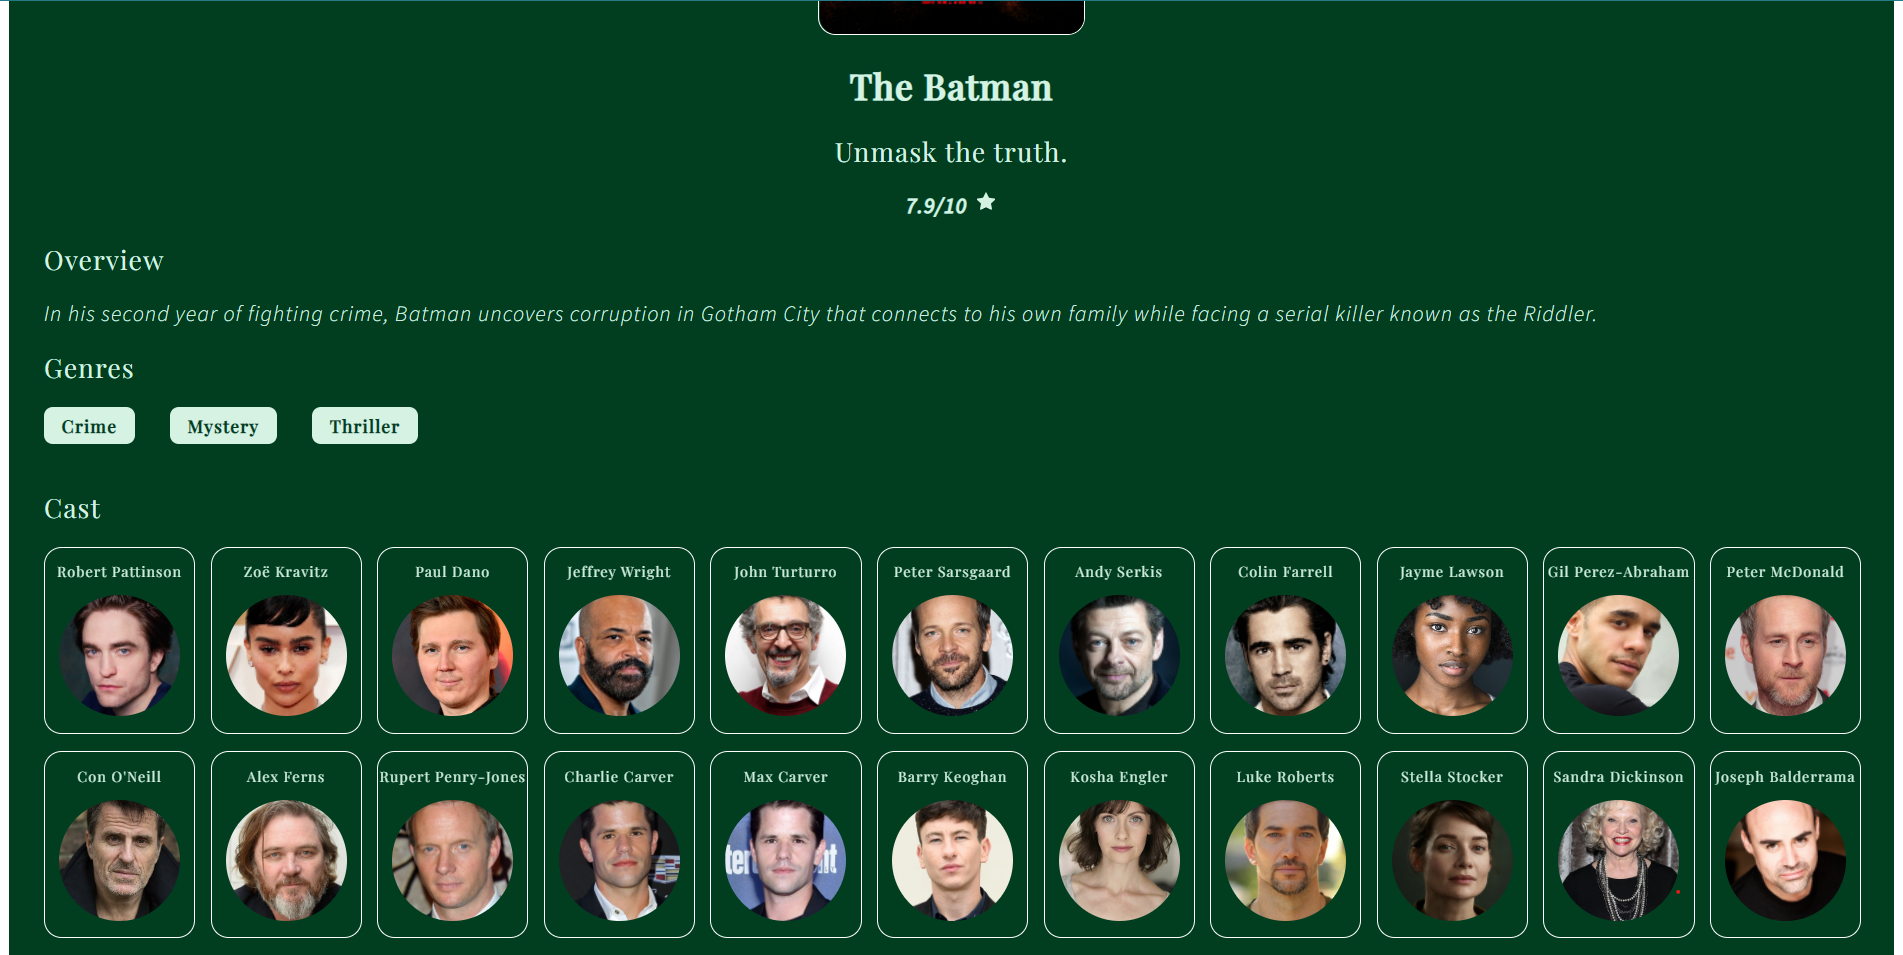 The Batman
Unmask the truth.
7.9/10
Overview
In his second year of fighting crime, Batman uncovers corruption in Gotham City that connects to his own family while facing a serial killer known as the Riddler.
Genres
Crime Mystery Thriller
Cast
Robert Pattinson Zoë Kravitz Paul Dano Jeffrey Wright John Turturro Peter Sarsgaard Andy Serkis Colin Farrell Jayme Lawson Gil Perez-Abraham Peter McDonald
Con O'Neill Alex Ferns Rupert Penry-Jones Charlie Carver Max Carver Barry Keoghan Kosha Engler Luke Roberts Stella Stocker Sandra Dickinson Joseph Balderrama